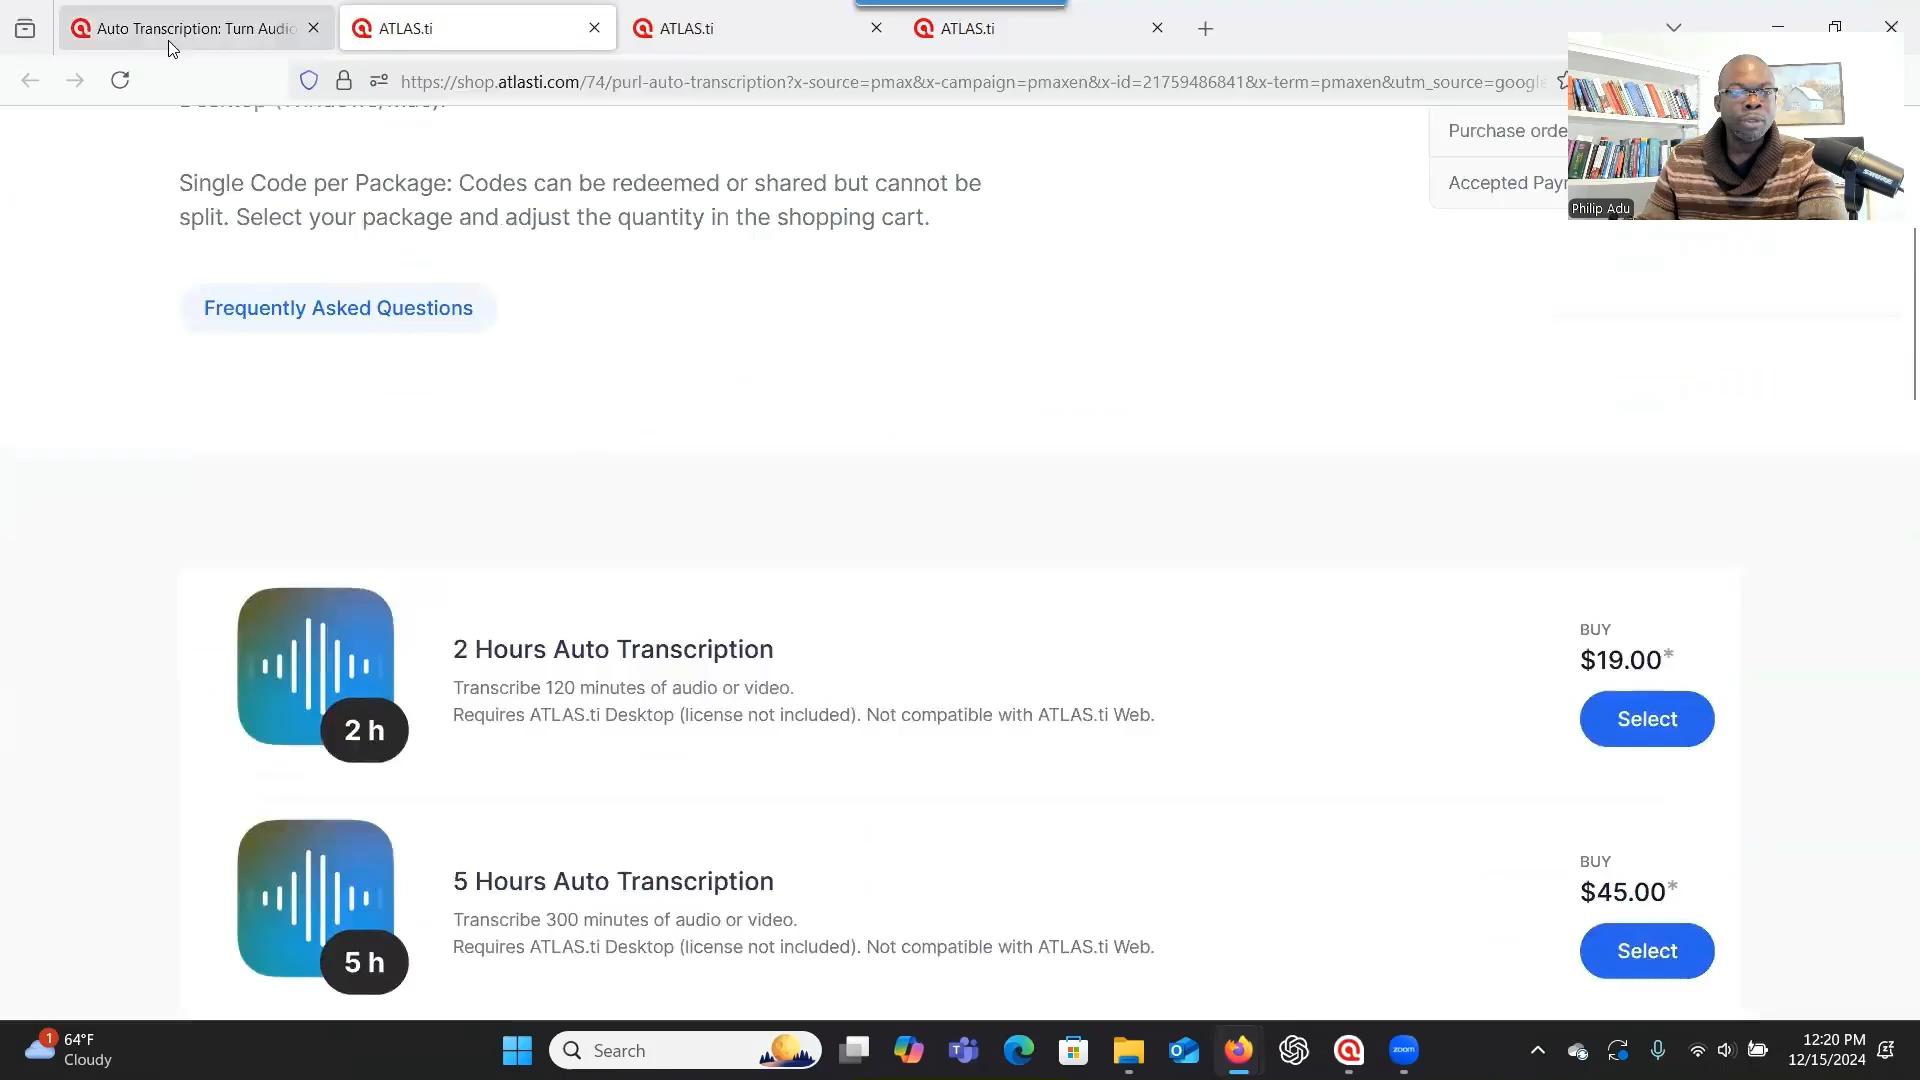 Auto Transcription: Turn Audio
ATLAS.ti
ATLAS.ti
ATLAS.ti
https://shop.atlasti.com/74/purl-auto-transcription?x-source=pmax&x-campaign=pmaxen&x-id=21759486841&x-term=pmaxen&utm_source=google
Purchase orde
Single Code per Package: Codes can be redeemed or shared but cannot be
split. Select your package and adjust the quantity in the shopping cart.
Accepted Payr
Philip Adu
SHURE
Frequently Asked Questions
2 h
2 Hours Auto Transcription
Transcribe 120 minutes of audio or video.
Requires ATLAS.ti Desktop (license not included). Not compatible with ATLAS.ti Web.
BUY
$19.00*
Select
5 h
5 Hours Auto Transcription
Transcribe 300 minutes of audio or video.
Requires ATLAS.ti Desktop (license not included). Not compatible with ATLAS.ti Web.
BUY
$45.00*
Select
1
64°F
Cloudy
Search
zoom
12:20 PM
12/15/2024